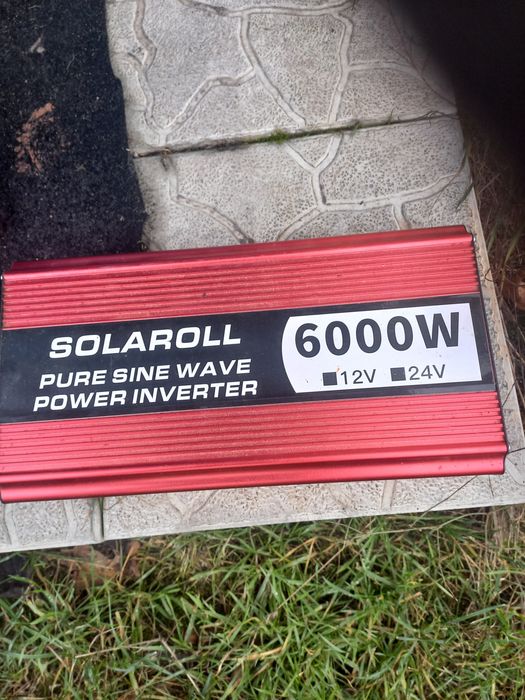 SOLAROLL
PURE SINE WAVE
POWER INVERTER
6000W
■12V ■24V